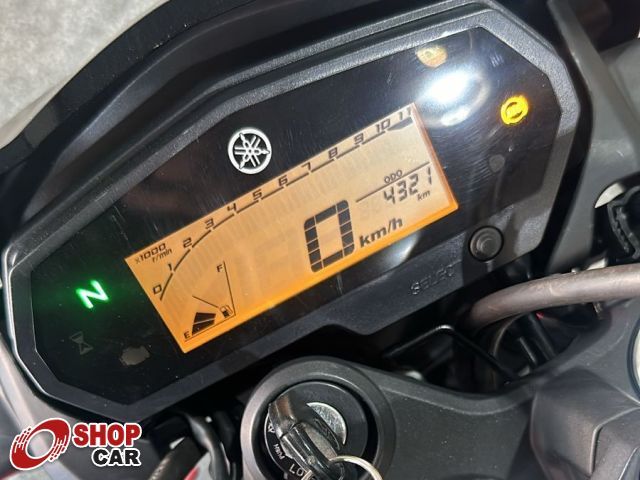 ODO
4321
km
0 1 2 3 4 5 6 7 8 9 10 11
x1000
r/min
0
km/h
F
E
N
SELECT
SHOP
CAR